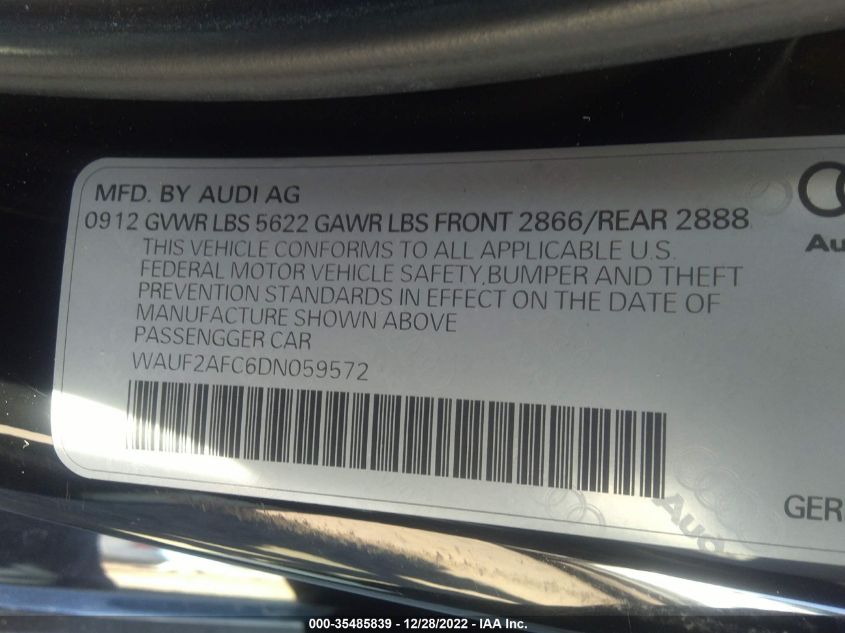 MFD. BY AUDI AG
0912 GVWR LBS 5622 GAWR LBS FRONT 2866/REAR 2888
THIS VEHICLE CONFORMS TO ALL APPLICABLE U.S.
FEDERAL MOTOR VEHICLE SAFETY,BUMPER AND THEFT
PREVENTION STANDARDS IN EFFECT ON THE DATE OF
MANUFACTURE SHOWN ABOVE
PASSENGGER CAR
WAUF2AFC6DN059572
Au
GER
Audi
000-35485839 - 12/28/2022 - IAA Inc.